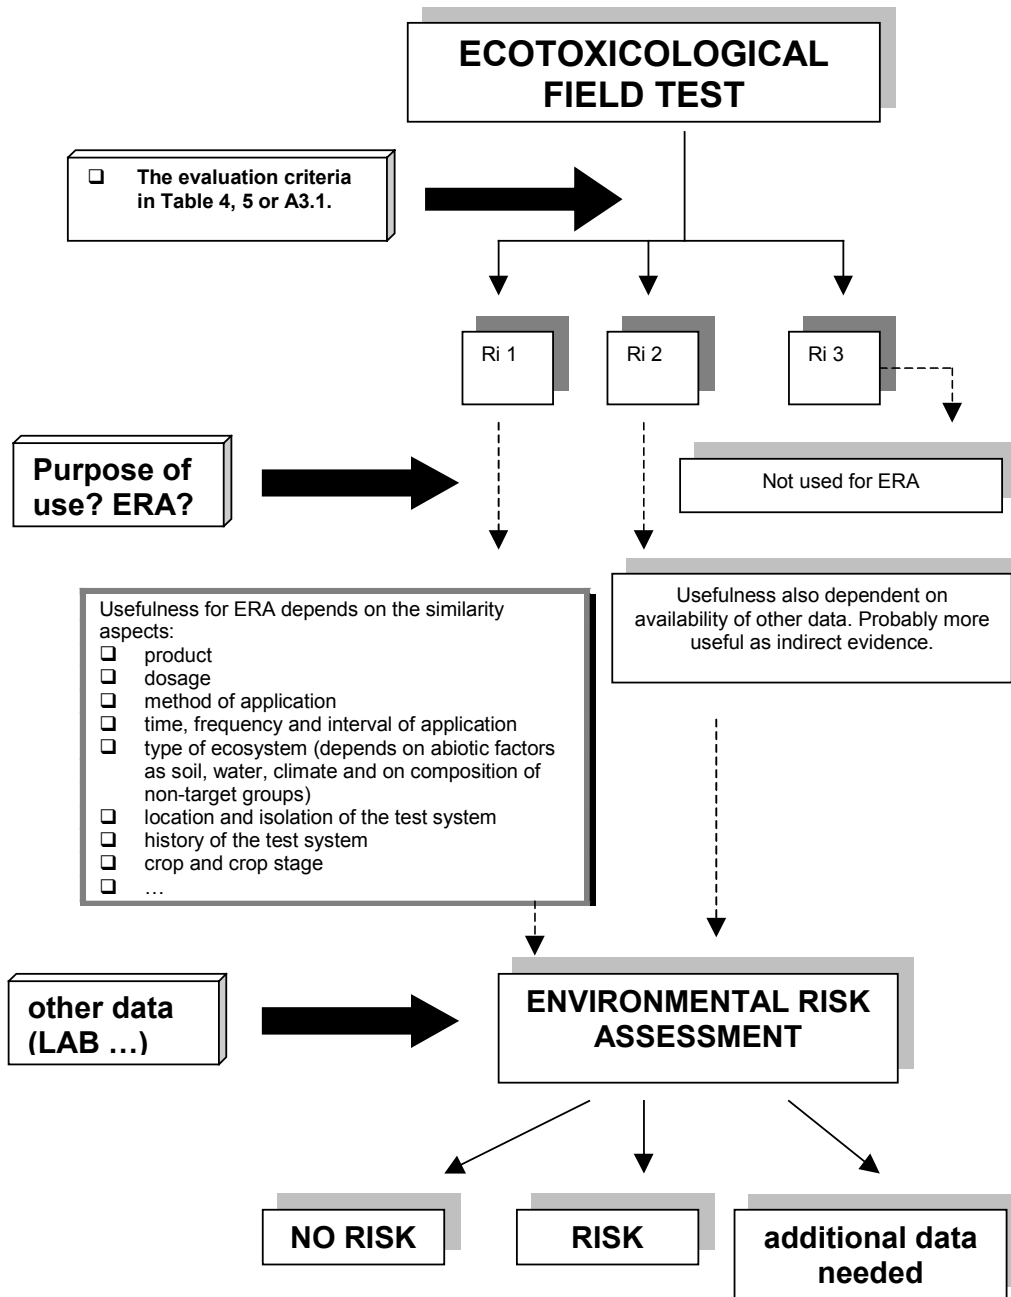 ECOTOXICOLOGICAL
FIELD TEST
❑ The evaluation criteria
in Table 4, 5 or A3.1.
Ri 1
Ri 2
Ri 3
Purpose of
use? ERA?
Not used for ERA
Usefulness for ERA depends on the similarity
aspects:
❑ product
❑ dosage
❑ method of application
❑ time, frequency and interval of application
❑ type of ecosystem (depends on abiotic factors
as soil, water, climate and on composition of
non-target groups)
❑ location and isolation of the test system
❑ history of the test system
❑ crop and crop stage
❑ …
Usefulness also dependent on
availability of other data. Probably more
useful as indirect evidence.
other data
(LAB …)
ENVIRONMENTAL RISK
ASSESSMENT
NO RISK
RISK
additional data
needed